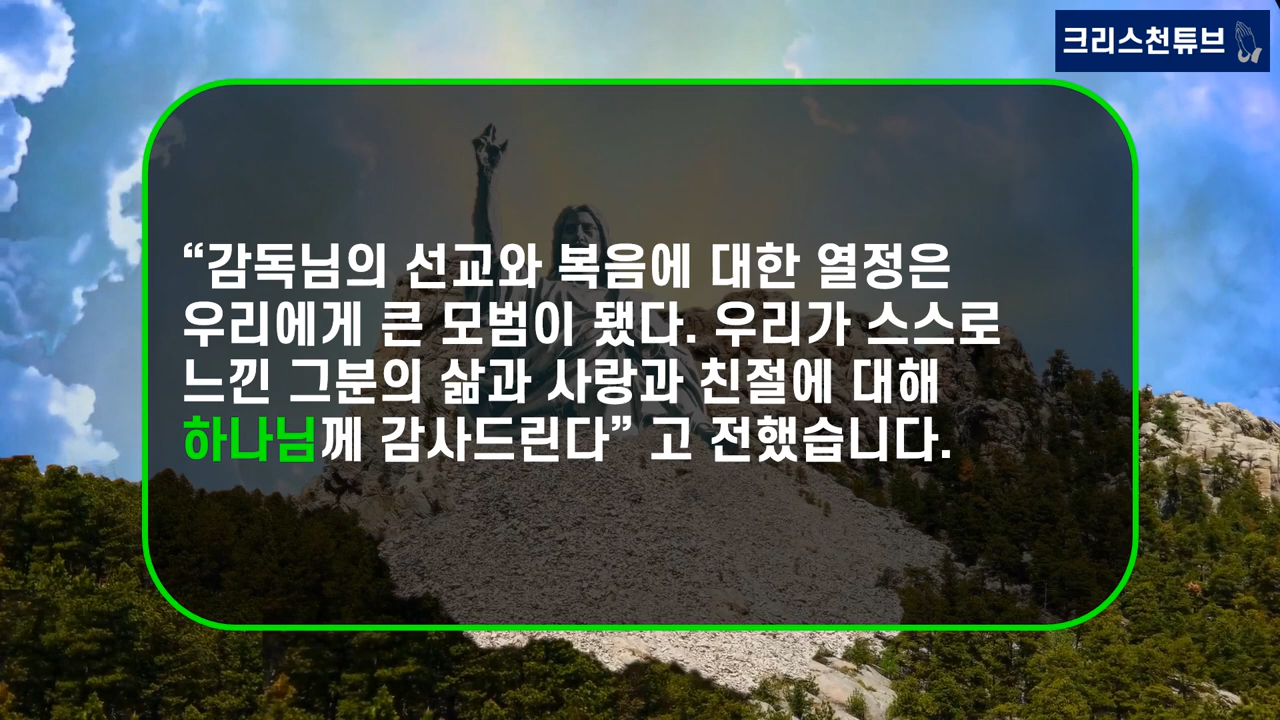 크리스천튜브
“감독님의 선교와 복음에 대한 열정은
우리에게 큰 모범이 됐다. 우리가 스스로
느낀 그분의 삶과 사랑과 친절에 대해
하나님께 감사드린다” 고 전했습니다.